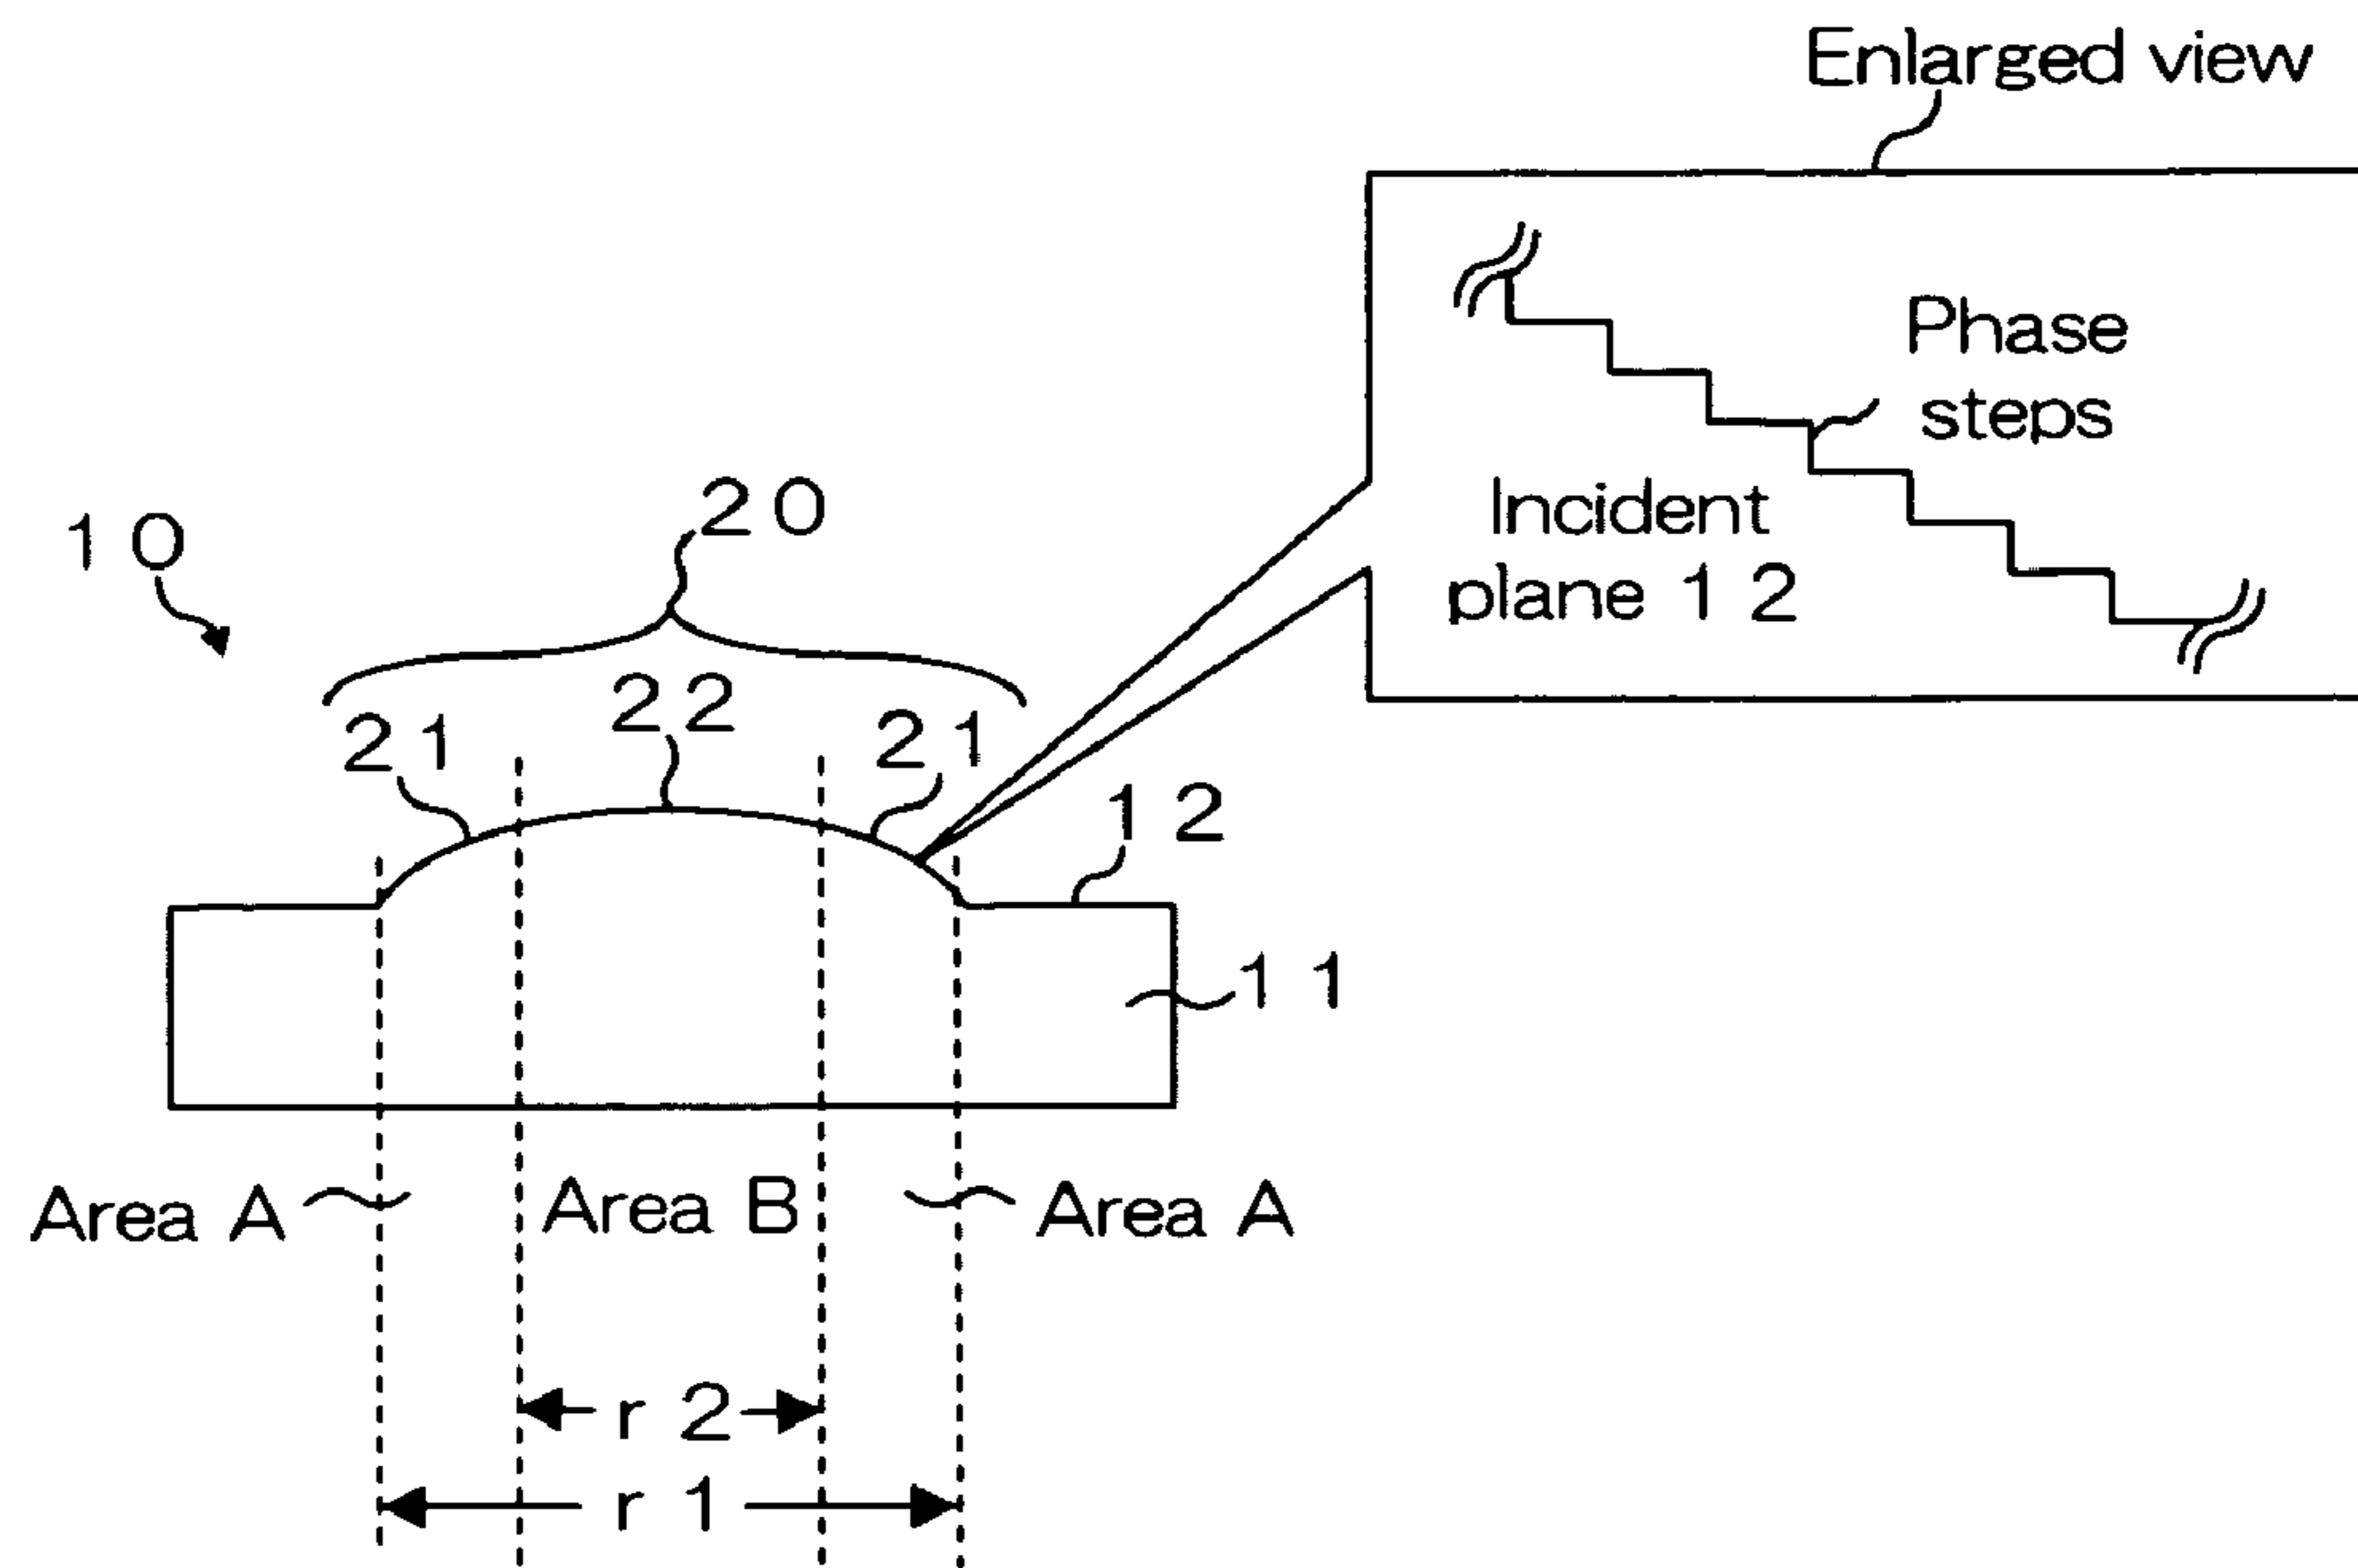 Enlarged view
Phase
steps
Incident
plane 12
10
20
22
21
21
12
11
Area A
Area B
Area A
r2
r1